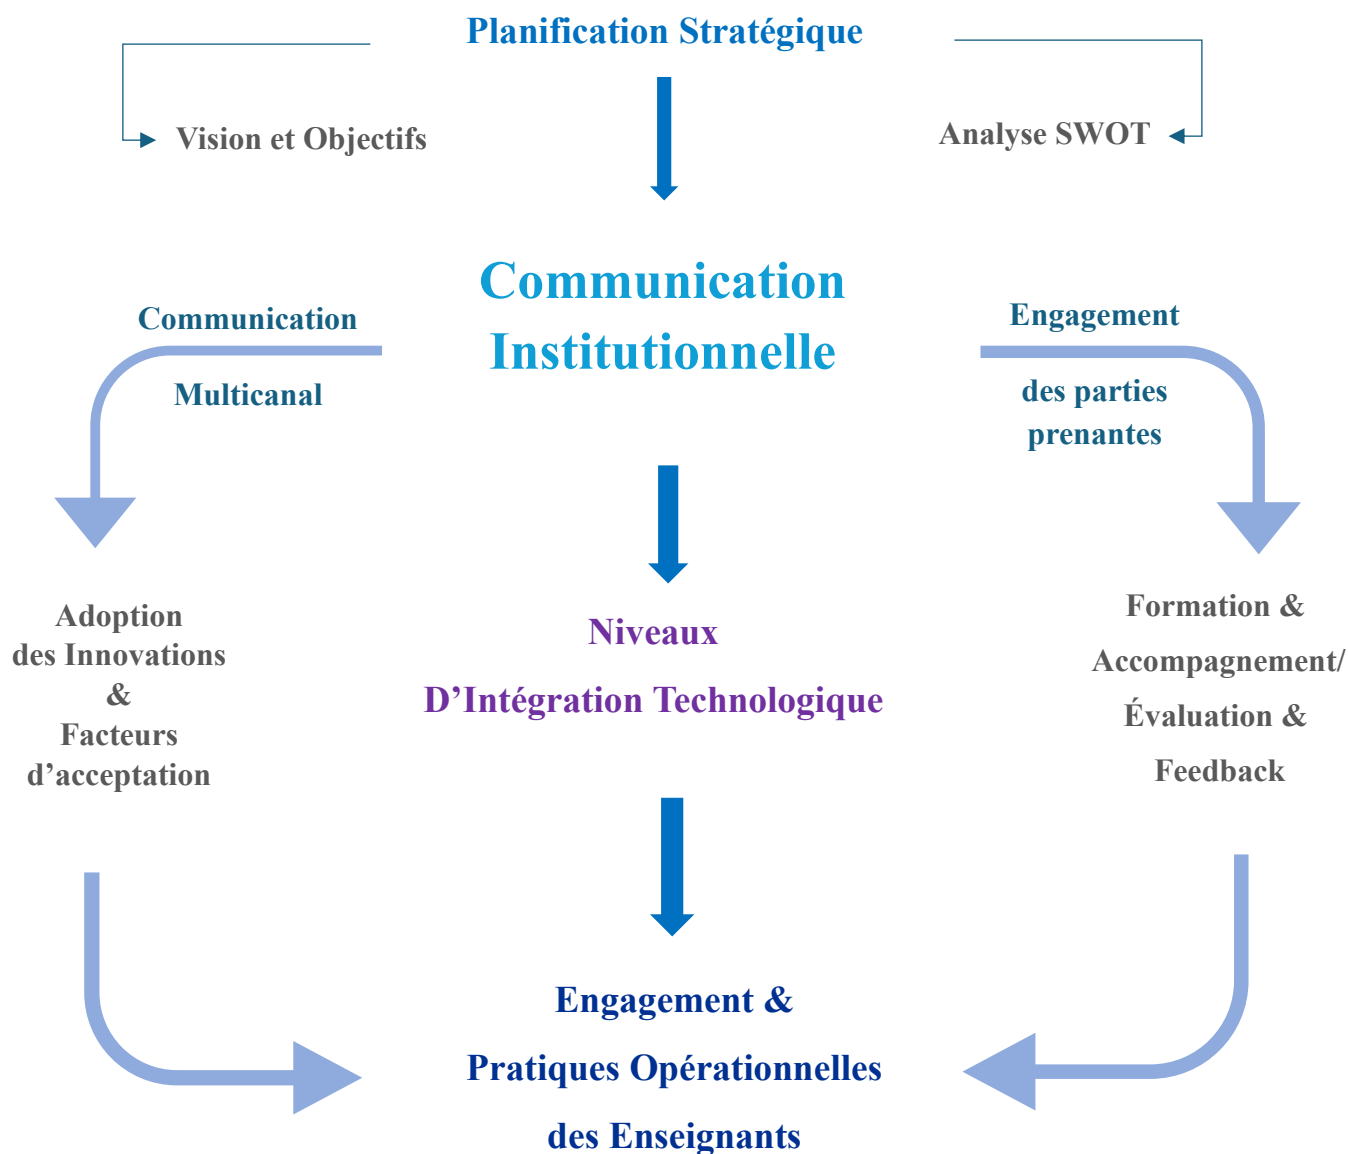 Planification Stratégique
Vision et Objectifs
Analyse SWOT
Communication
Institutionnelle
Communication
Multicanal
Engagement
des parties
prenantes
Adoption
des Innovations
&
Facteurs
d’acceptation
Niveaux
D’Intégration Technologique
Formation &
Accompagnement/
Évaluation &
Feedback
Engagement &
Pratiques Opérationnelles
des Enseignants